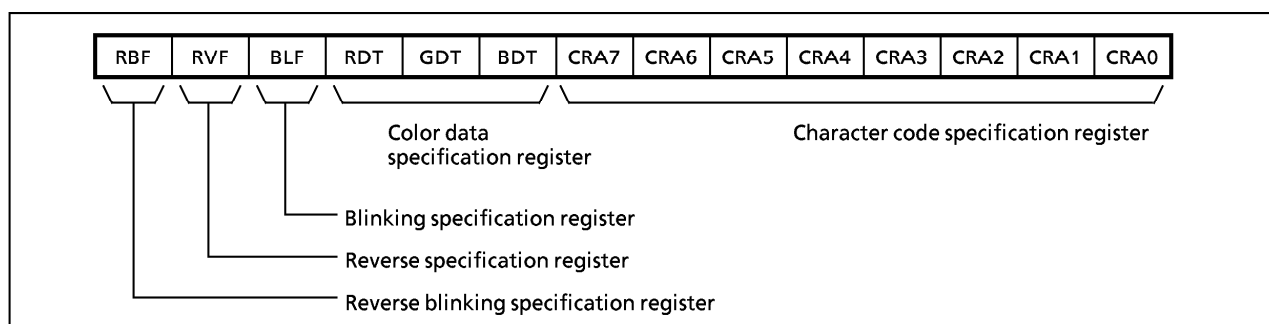 RBF RVF BLF RDT GDT BDT CRA7 CRA6 CRA5 CRA4 CRA3 CRA2 CRA1 CRA0
Color data
specification register
Character code specification register
Blinking specification register
Reverse specification register
Reverse blinking specification register